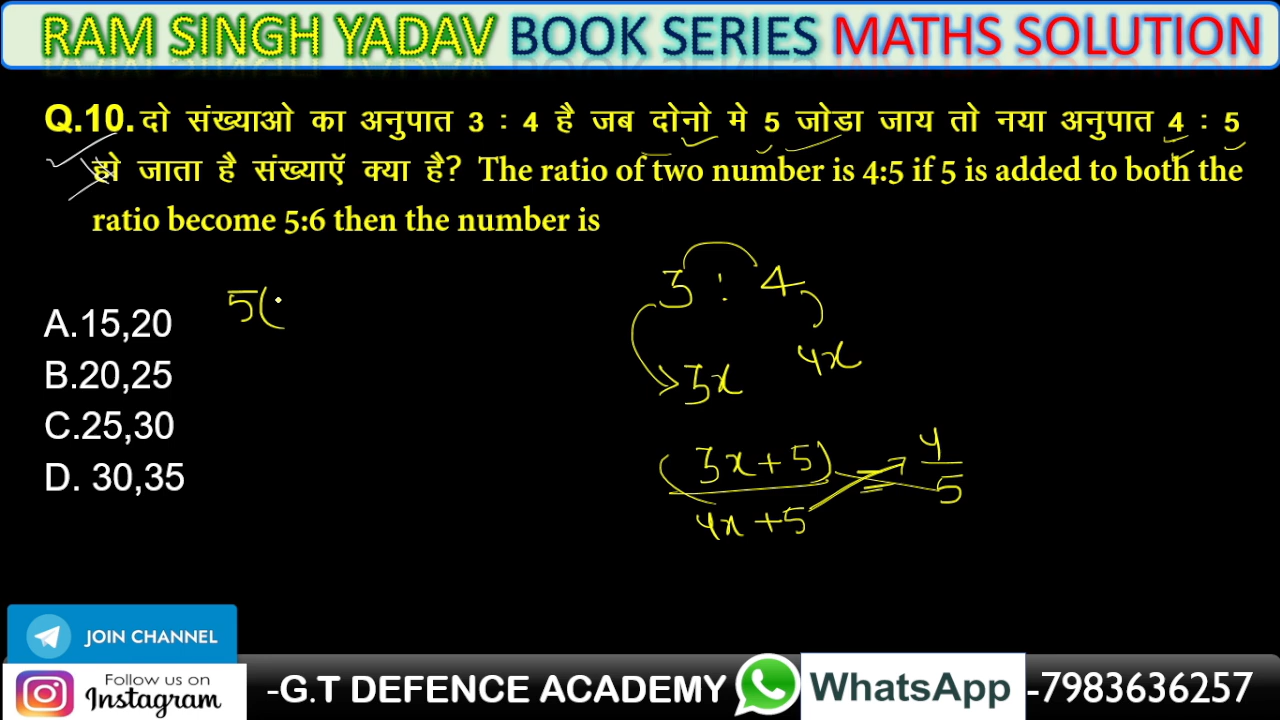 RAM SINGH YADAV BOOK SERIES MATHS SOLUTION
Q.10. दो संख्याओ का अनुपात 3 : 4 है जब दोनो मे 5 जोडा जाय तो नया अनुपात 4 : 5
हो जाता है संख्याऍ क्या है? The ratio of two number is 4:5 if 5 is added to both the
ratio become 5:6 then the number is
3 : 4
5(
A.15,20
4x
B.20,25
3x
C.25,30
(3x+5) = 4
D. 30,35
4x+5 5
JOIN CHANNEL
Follow us on
Instagram
-G.T DEFENCE ACADEMY WhatsApp -7983636257